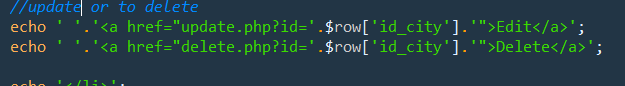 //update or to delete
echo ' '.'<a href="update.php?id='.$row['id_city'].'">Edit</a>';
echo ' '.'<a href="delete.php?id='.$row['id_city'].'">Delete</a>';
echo '</li>';